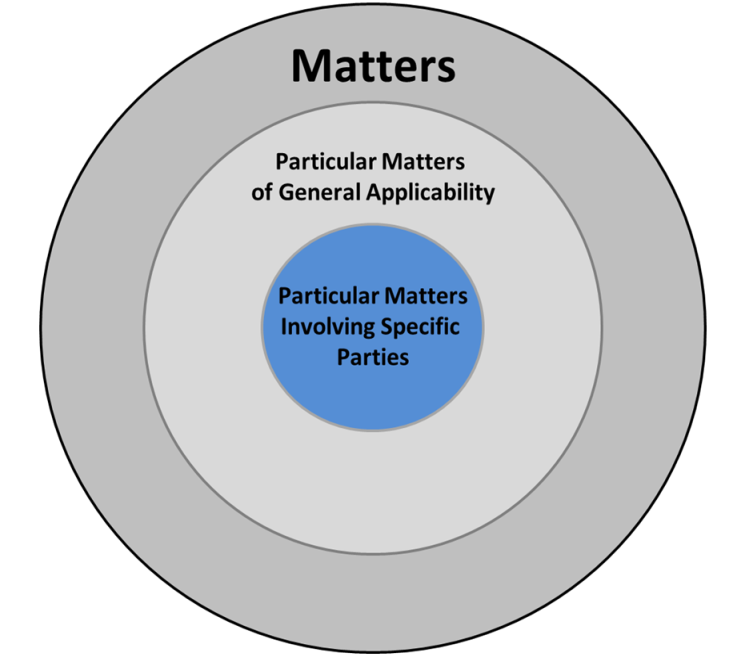 Matters
Particular Matters
of General Applicability
Particular Matters
Involving Specific
Parties